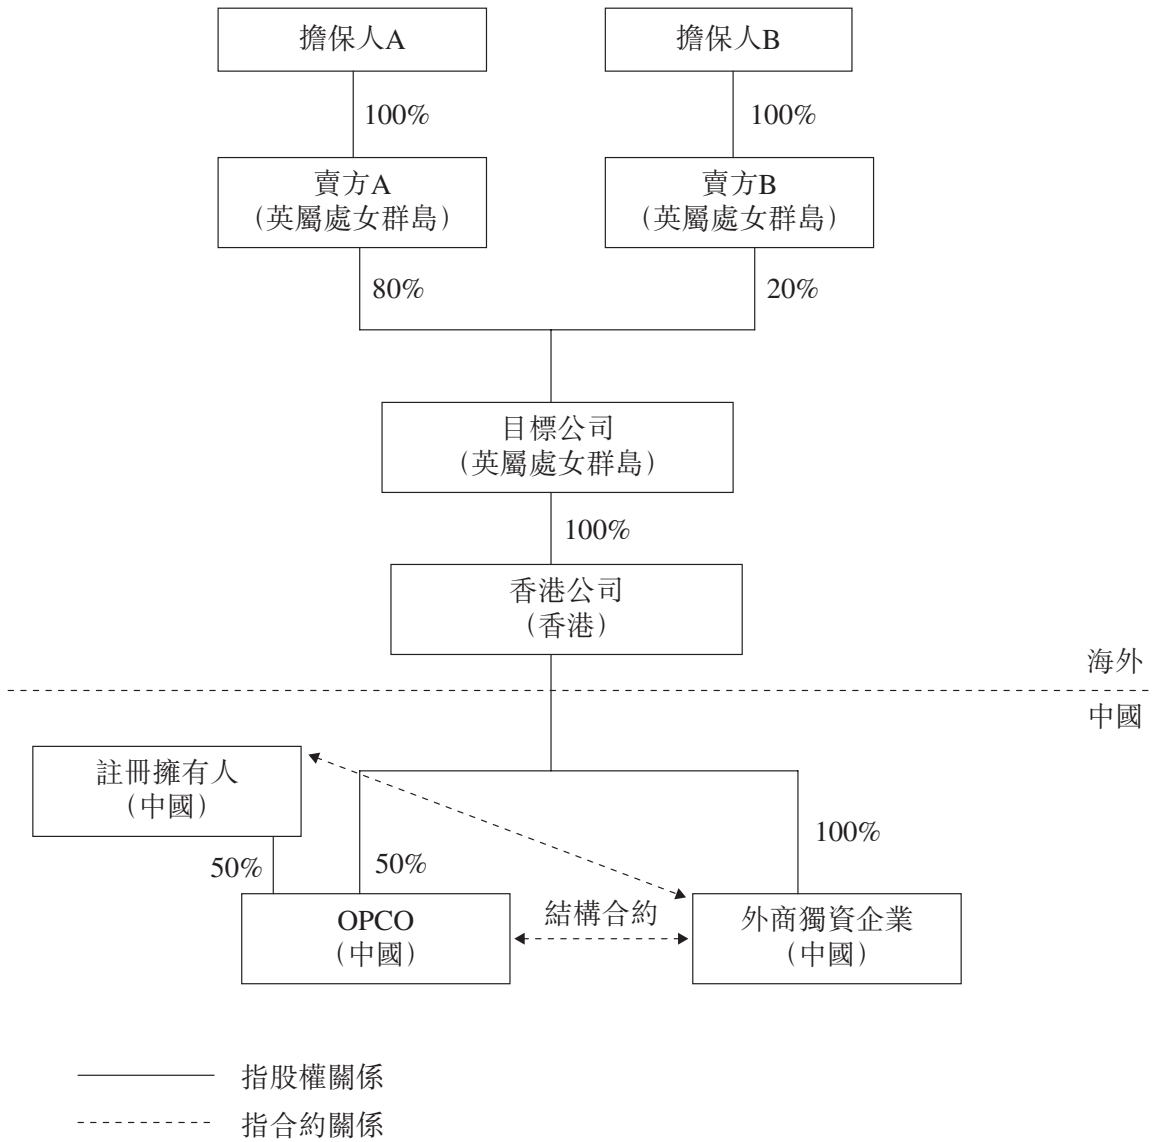 擔保人A
擔保人B
100%
100%
賣方A
(英屬處女群島)
賣方B
(英屬處女群島)
80%
20%
目標公司
(英屬處女群島)
100%
香港公司
(香港)
海外
中國
註冊擁有人
(中國)
100%
50%
50%
OPCO
(中國)
結構合約
外商獨資企業
(中國)
指股權關係
指合約關係